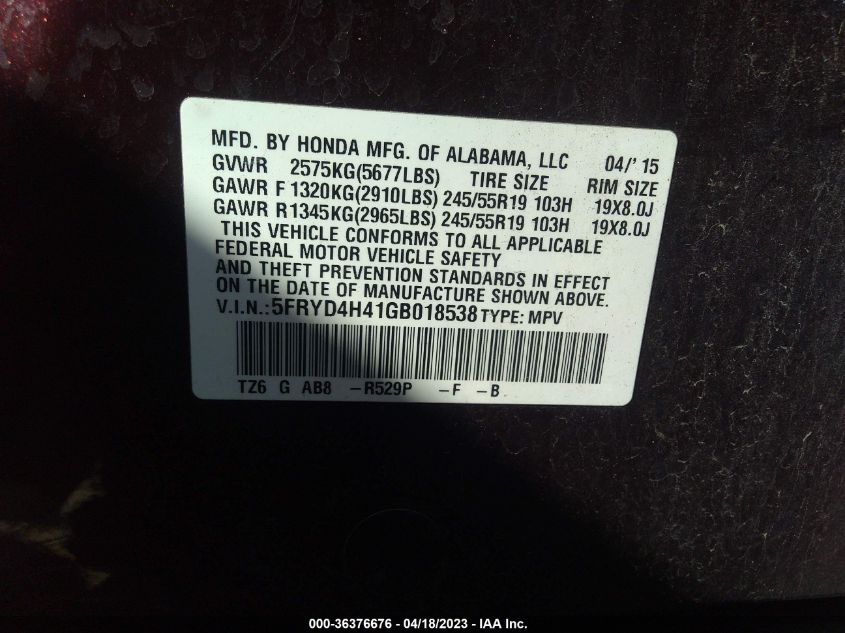 MFD. BY HONDA MFG. OF ALABAMA, LLC 04/' 15
GVWR 2575KG(5677LBS) TIRE SIZE RIM SIZE
GAWR F 1320KG(2910LBS) 245/55R19 103H 19X8.0J
GAWR R1345KG(2965LBS) 245/55R19 103H 19X8.0J
THIS VEHICLE CONFORMS TO ALL APPLICABLE
FEDERAL MOTOR VEHICLE SAFETY
AND THEFT PREVENTION STANDARDS IN EFFECT
ON THE DATE OF MANUFACTURE SHOWN ABOVE.
V.I.N.:5FRYD4H41GB018538 TYPE: MPV
TZ6 G AB8 -R529P -F -B
000-36376676 - 04/18/2023 - IAA Inc.